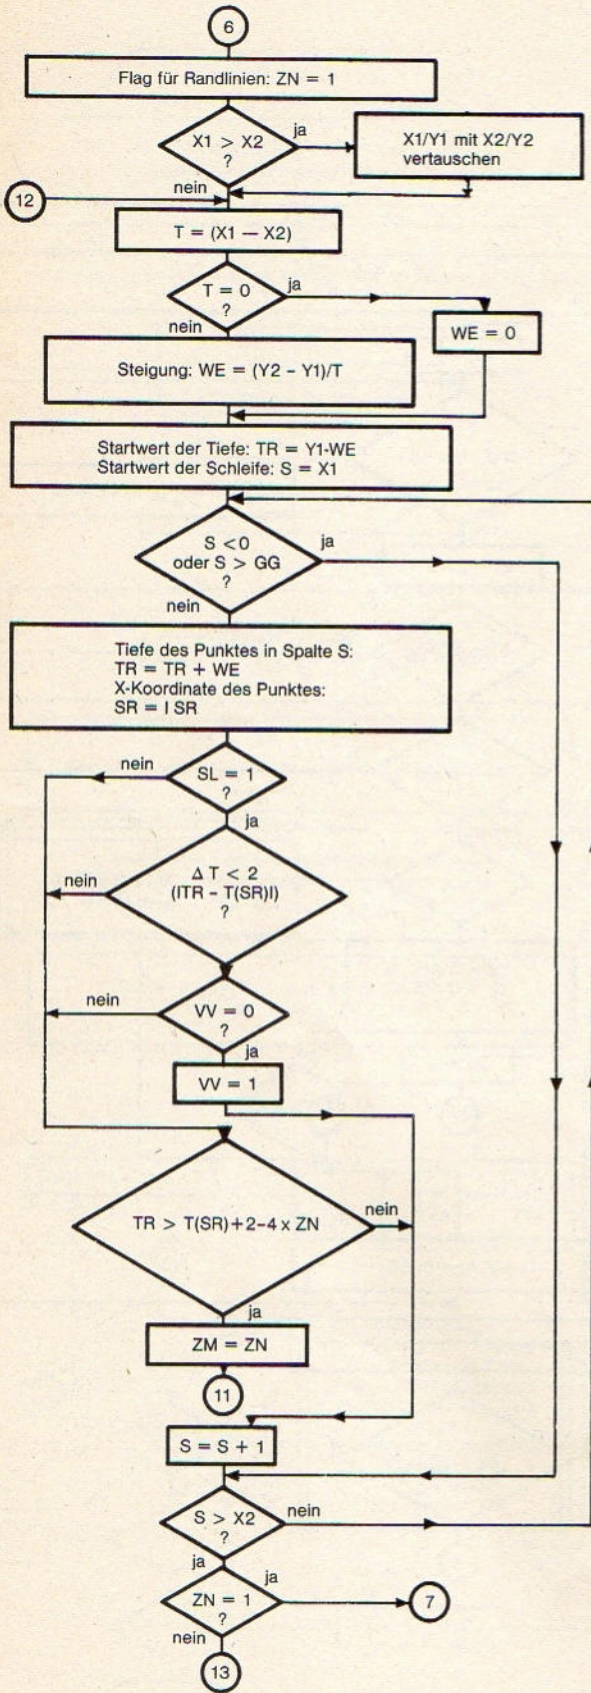 6
Flag für Randlinien: ZN = 1
X1 > X2
?
ja
X1/Y1 mit X2/Y2
vertauschen
nein
12
T = (X1 — X2)
T = 0
?
ja
nein
WE = 0
Steigung: WE = (Y2 - Y1)/T
Startwert der Tiefe: TR = Y1-WE
Startwert der Schleife: S = X1
S <0
oder S > GG
?
ja
nein
Tiefe des Punktes in Spalte S:
TR = TR + WE
X-Koordinate des Punktes:
SR = I SR
nein
SL = 1
?
ja
Δ T < 2
(ITR - T(SR)I)
?
nein
nein
VV = 0
?
ja
VV = 1
TR > T(SR)+2-4 x ZN
nein
ja
ZM = ZN
11
S = S + 1
S > X2
?
nein
ja
ja
ZN = 1
?
7
nein
13